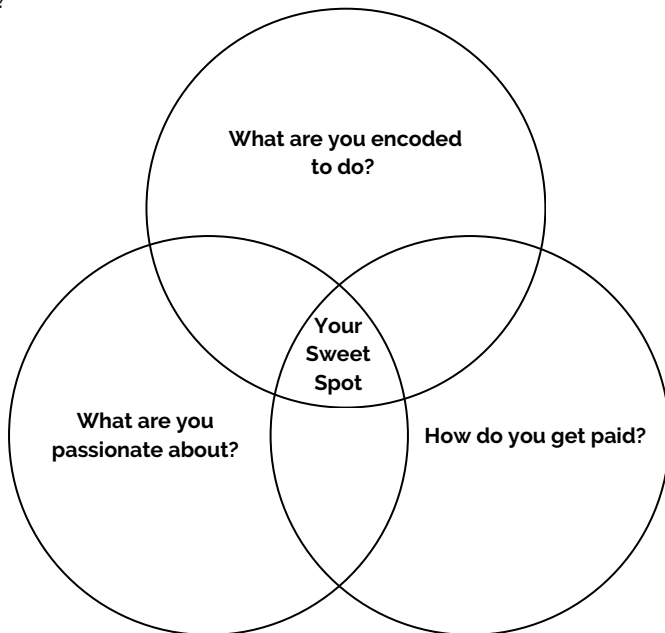 ?
What are you encoded
to do?
Your
Sweet
Spot
What are you
passionate about?
How do you get paid?